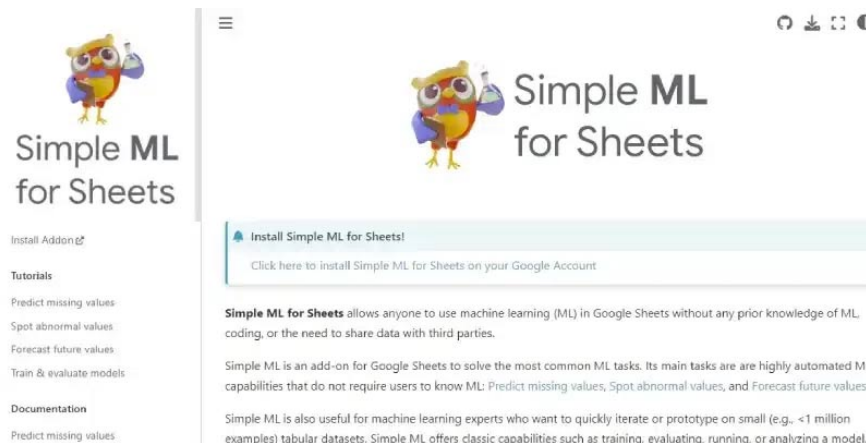 Simple ML
for Sheets
Install Addon
Tutorials
Predict missing values
Spot abnormal values
Forecast future values
Train & evaluate models
Documentation
Predict missing values
Simple ML
for Sheets
Install Simple ML for Sheets!
Click here to install Simple ML for Sheets on your Google Account
Simple ML for Sheets allows anyone to use machine learning (ML) in Google Sheets without any prior knowledge of ML,
coding, or the need to share data with third parties.
Simple ML is an add-on for Google Sheets to solve the most common ML tasks. Its main tasks are are highly automated M
capabilities that do not require users to know ML: Predict missing values, Spot abnormal values, and Forecast future values
Simple ML is also useful for machine learning experts who want to quickly iterate or prototype on small (e.g., <1 million
examples) tabular datasets. Simple ML offers classic capabilities such as training, evaluating, running, or analyzing a model